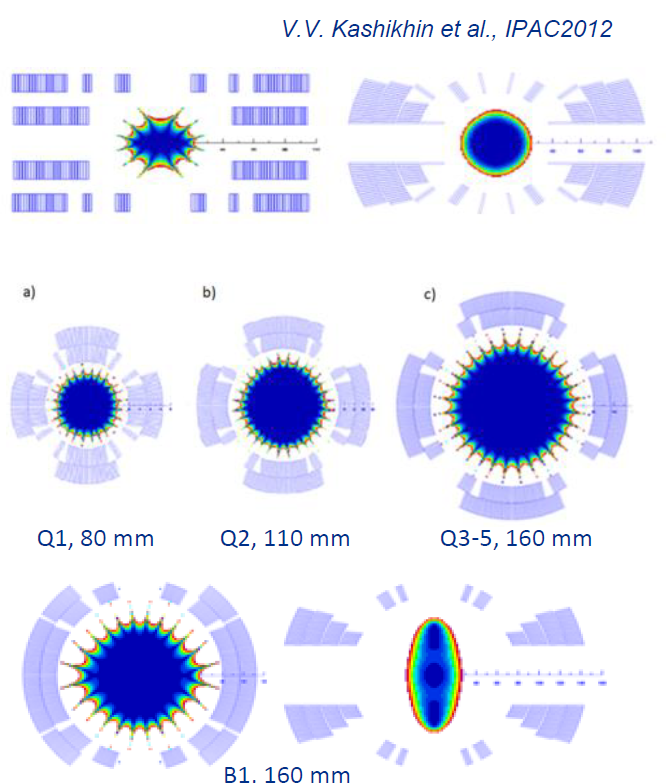 V.V. Kashikhin et al., IPAC2012
a)
b)
c)
Q1, 80 mm
Q2, 110 mm
Q3-5, 160 mm
B1, 160 mm